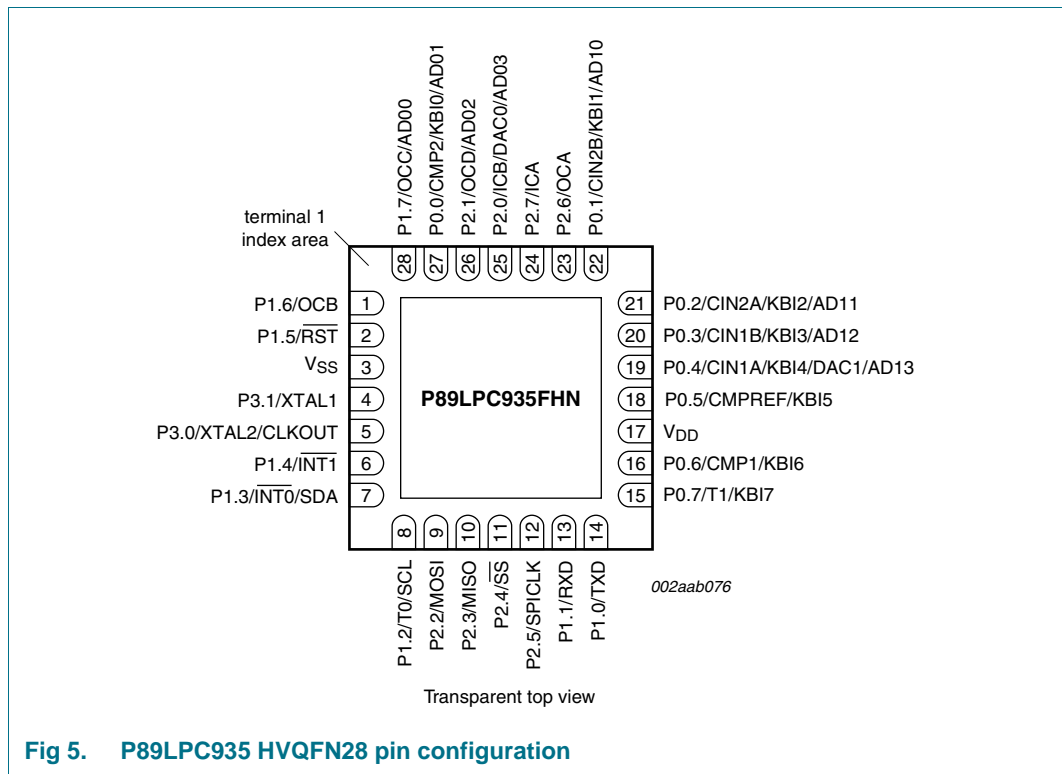 P1.7/OCC/AD00
P0.0/CMP2/KBI0/AD01
P2.1/OCD/AD02
P2.0/ICB/DAC0/AD03
P2.7/ICA
P2.6/OCA
P0.1/CIN2B/KBI1/AD10
terminal 1
index area
28 27 26 25 24 23 22
P1.6/OCB 1
P1.5/RST 2
VSS 3
P3.1/XTAL1 4
P3.0/XTAL2/CLKOUT 5
P1.4/INT1 6
P1.3/INT0/SDA 7
P89LPC935FHN
21 P0.2/CIN2A/KBI2/AD11
20 P0.3/CIN1B/KBI3/AD12
19 P0.4/CIN1A/KBI4/DAC1/AD13
18 P0.5/CMPREF/KBI5
17 VDD
16 P0.6/CMP1/KBI6
15 P0.7/T1/KBI7
8 9 10 11 12 13 14
P1.2/T0/SCL
P2.2/MOSI
P2.3/MISO
P2.4/SS
P2.5/SPICLK
P1.1/RXD
P1.0/TXD
002aab076
Transparent top view
Fig 5. P89LPC935 HVQFN28 pin configuration